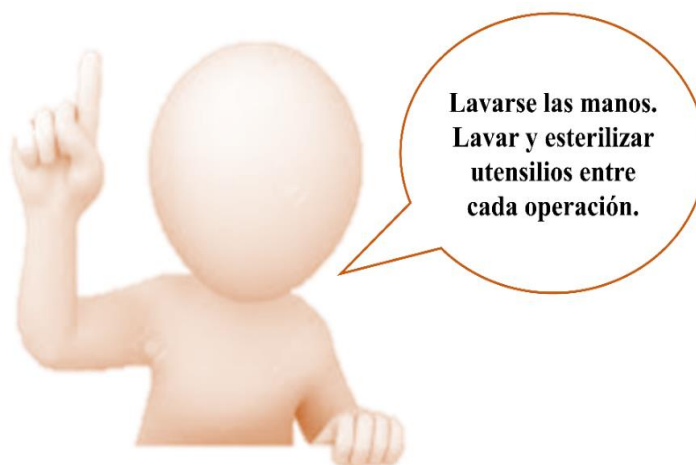 Lavarse las manos.
Lavar y esterilizar
utensilios entre
cada operación.